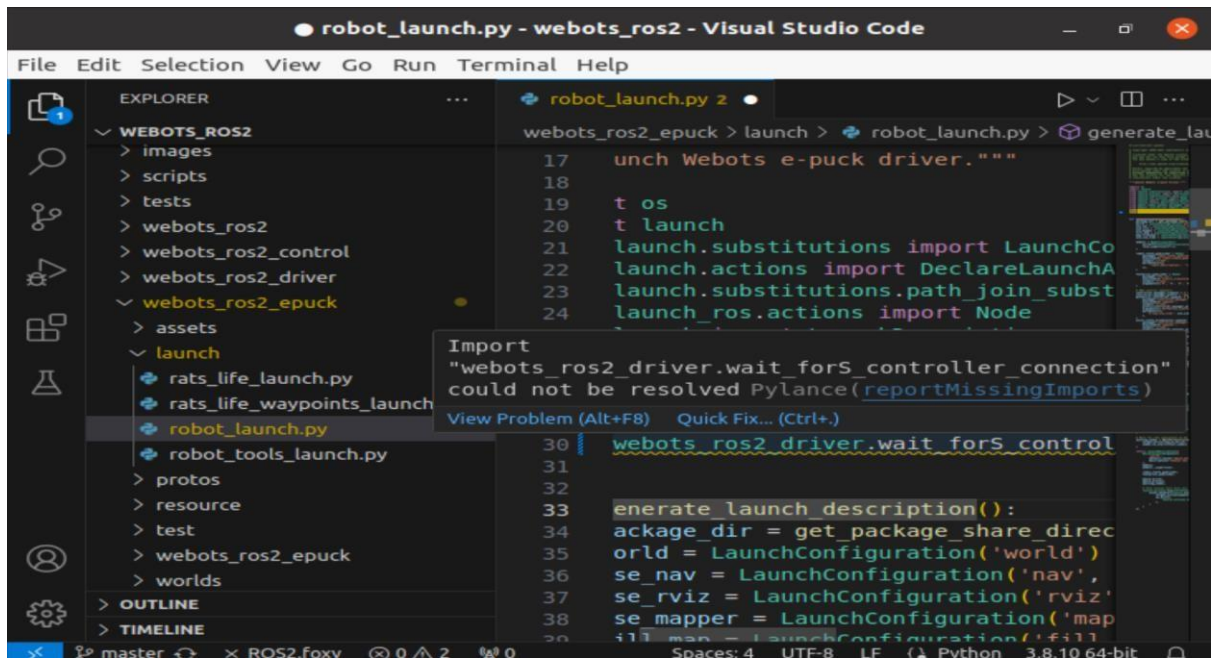 robot_launch.py - webots_ros2 - Visual Studio Code
File Edit Selection View Go Run Terminal Help
EXPLORER
WEBOTS_ROS2
images
scripts
tests
webots_ros2
webots_ros2_control
webots_ros2_driver
webots_ros2_epuck
assets
launch
rats_life_launch.py
rats_life_waypoints_launch
robot_launch.py
robot_tools_launch.py
protos
resource
test
webots_ros2_epuck
worlds
OUTLINE
TIMELINE
robot_launch.py 2
webots_ros2_epuck > launch > robot_launch.py > generate_lau
17 unch Webots e-puck driver."""
18
19 t os
20 t launch
21 launch.substitutions import LaunchCo
22 launch.actions import DeclareLaunchA
23 launch.substitutions.path_join_subst
24 launch_ros.actions import Node
Import
"webots_ros2_driver.wait_forS_controller_connection"
could not be resolved Pylance(reportMissingImports)
View Problem (Alt+F8) Quick Fix... (Ctrl+.)
30 webots_ros2_driver.wait_forS_control
31
32
33 enerate_launch_description():
34 ackage_dir = get_package_share_direc
35 orld = LaunchConfiguration('world')
36 se_nav = LaunchConfiguration('nav',
37 se_rviz = LaunchConfiguration('rviz'
38 se_mapper = LaunchConfiguration('map
39 ill_map = LaunchConfiguration('fill
master ROS2.foxy 0 2 0 Spaces: 4 UTF-8 LF Python 3.8.10 64-bit